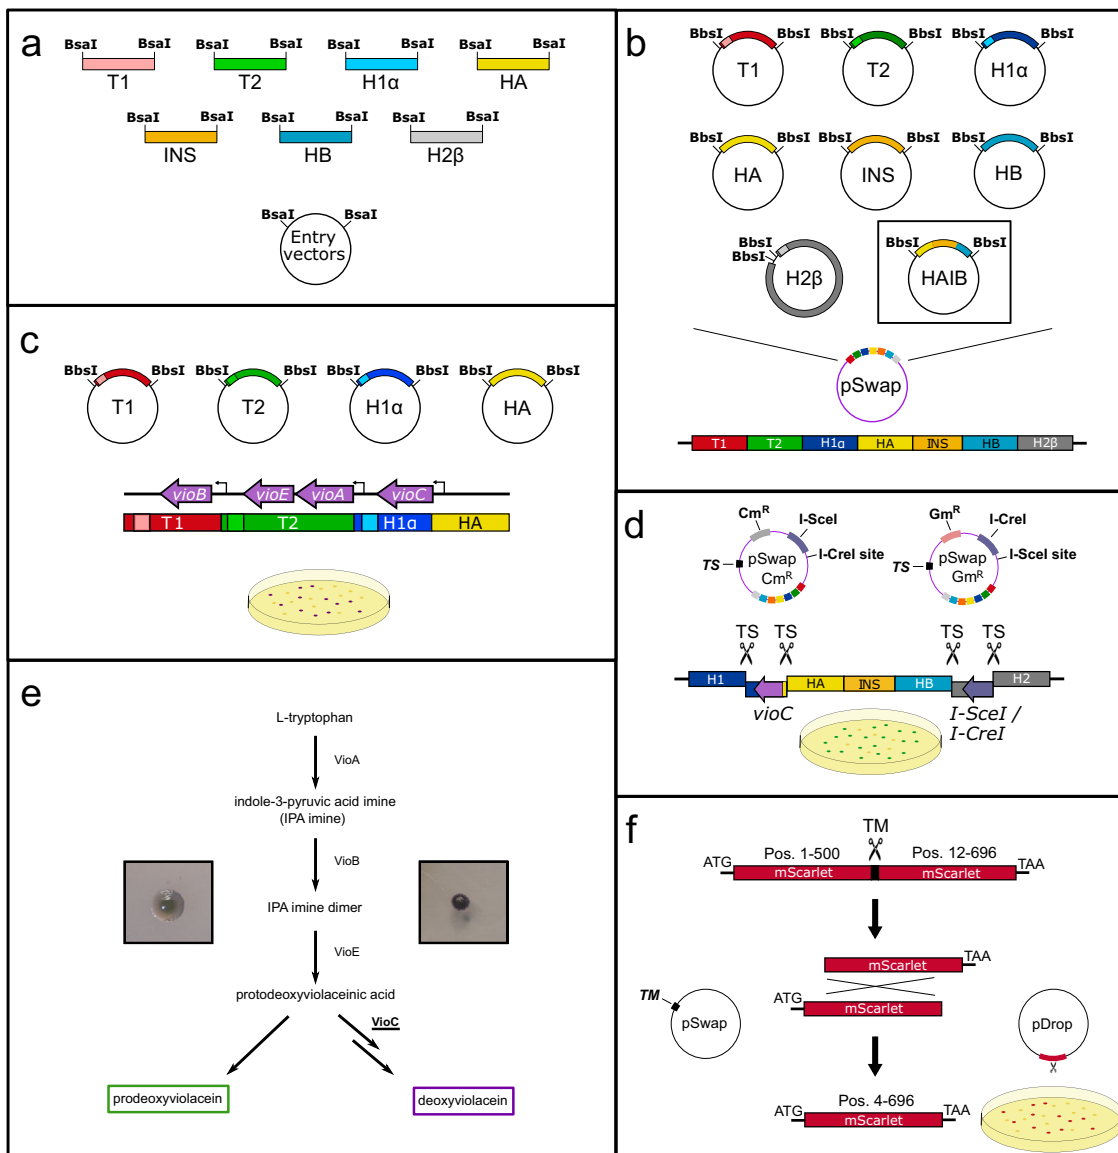 a
BsaI BsaI BsaI BsaI BsaI BsaI BsaI BsaI
T1 T2 H1α HA
BsaI BsaI BsaI BsaI BsaI BsaI
INS HB H2β
BsaI BsaI
Entry
vectors
b
BbsI BbsI BbsI BbsI BbsI BbsI
T1 T2 H1α
BbsI BbsI BbsI BbsI BbsI BbsI
HA INS HB
BbsI
BbsI
H2β
BbsI BbsI
HAIB
pSwap
T1 T2 H1α HA INS HB H2β
c
BbsI BbsI BbsI BbsI BbsI BbsI BbsI BbsI
T1 T2 H1α HA
vioB vioE vioA vioC
T1 T2 H1α HA
d
CmR
I-SceI
I-CreI site
TS
pSwap
CmR
GmR
I-CreI
I-SceI site
TS
pSwap
GmR
TS TS TS TS
H1 HA INS HB H2
vioC
I-SceI /
I-CreI
e
L-tryptophan
VioA
indole-3-pyruvic acid imine
(IPA imine)
VioB
IPA imine dimer
VioE
protodeoxyviolaceinic acid
VioC
prodeoxyviolacein
deoxyviolacein
f
TM
Pos. 1-500 Pos. 12-696
ATG TAA
mScarlet mScarlet
TAA
mScarlet
ATG
mScarlet
TM
pSwap
pDrop
Pos. 4-696
ATG TAA
mScarlet